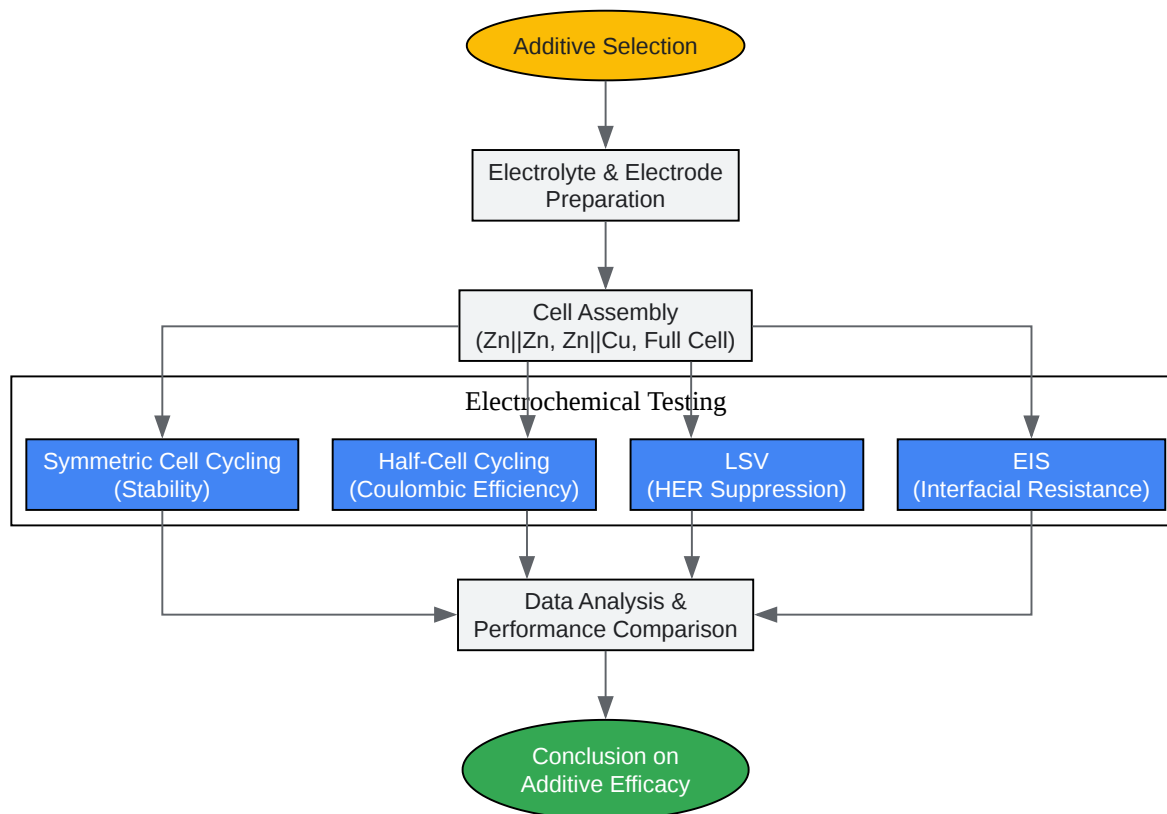 Additive Selection
Electrolyte & Electrode
Preparation
Cell Assembly
(Zn||Zn, Zn||Cu, Full Cell)
Electrochemical Testing
Symmetric Cell Cycling
(Stability)
Half-Cell Cycling
(Coulombic Efficiency)
LSV
(HER Suppression)
EIS
(Interfacial Resistance)
Data Analysis &
Performance Comparison
Conclusion on
Additive Efficacy